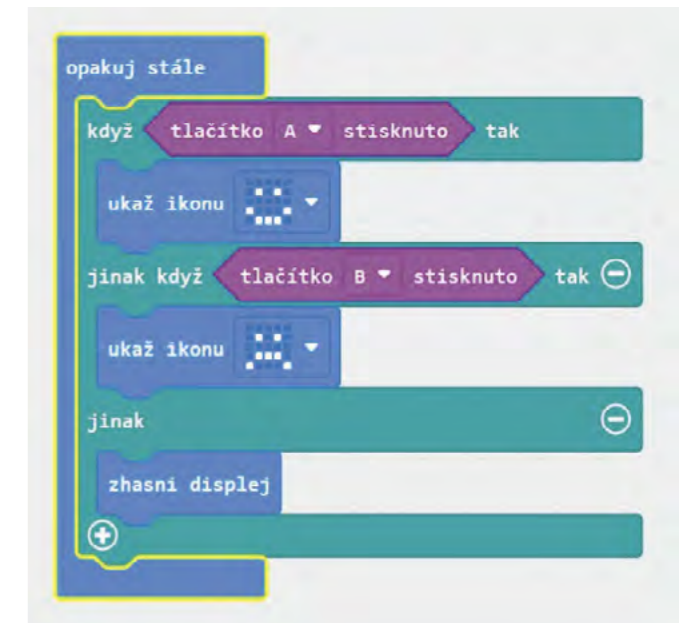 opakuj stále
když tlačítko A stisknuto tak
ukaž ikonu
jinak když tlačítko B stisknuto tak
ukaž ikonu
jinak
zhasni displej